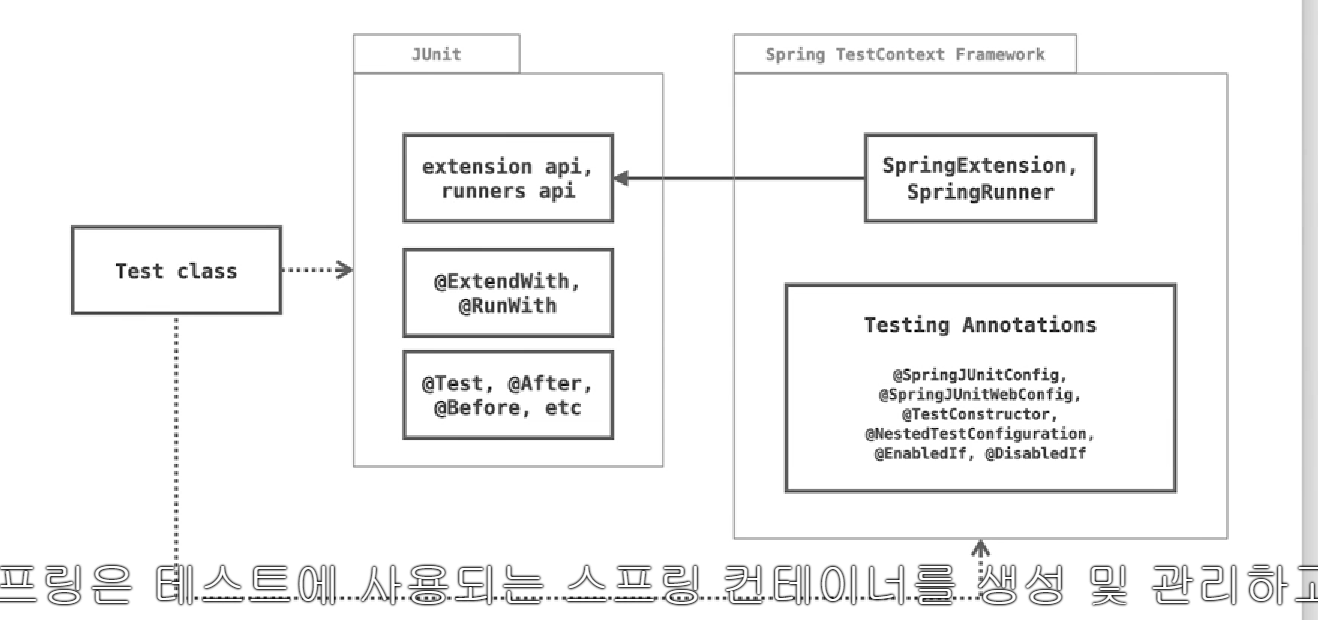 JUnit
Spring TestContext Framework
extension api,
runners api
SpringExtension,
SpringRunner
Test class
@ExtendWith,
@RunWith
Testing Annotations
@SpringJUnitConfig,
@SpringJUnitWebConfig,
@TestConstructor,
@NestedTestConfiguration,
@EnabledIf, @DisabledIf
@Test, @After,
@Before, etc
프링은 테스트에 사용되는 스프링 컨테이너를 생성 및 관리하고